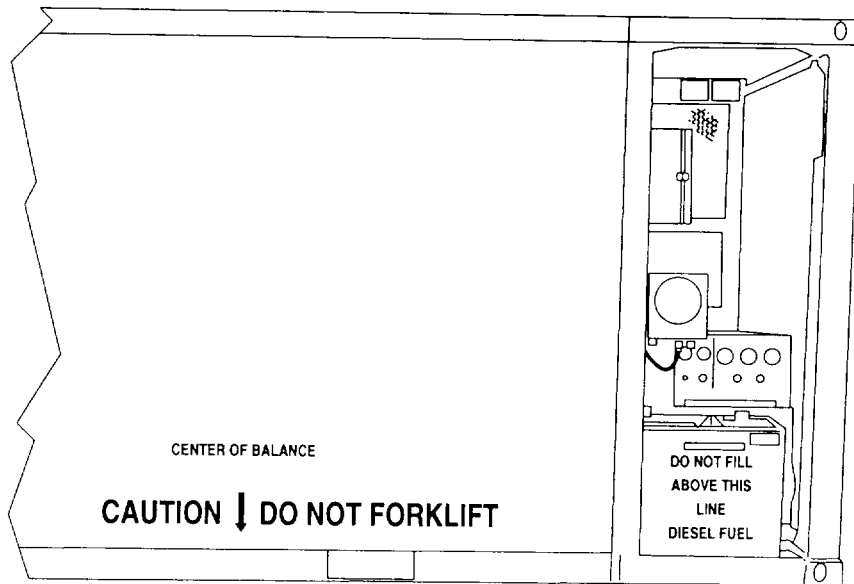 CENTER OF BALANCE
CAUTION DO NOT FORKLIFT
DO NOT FILL
ABOVE THIS
LINE
DIESEL FUEL